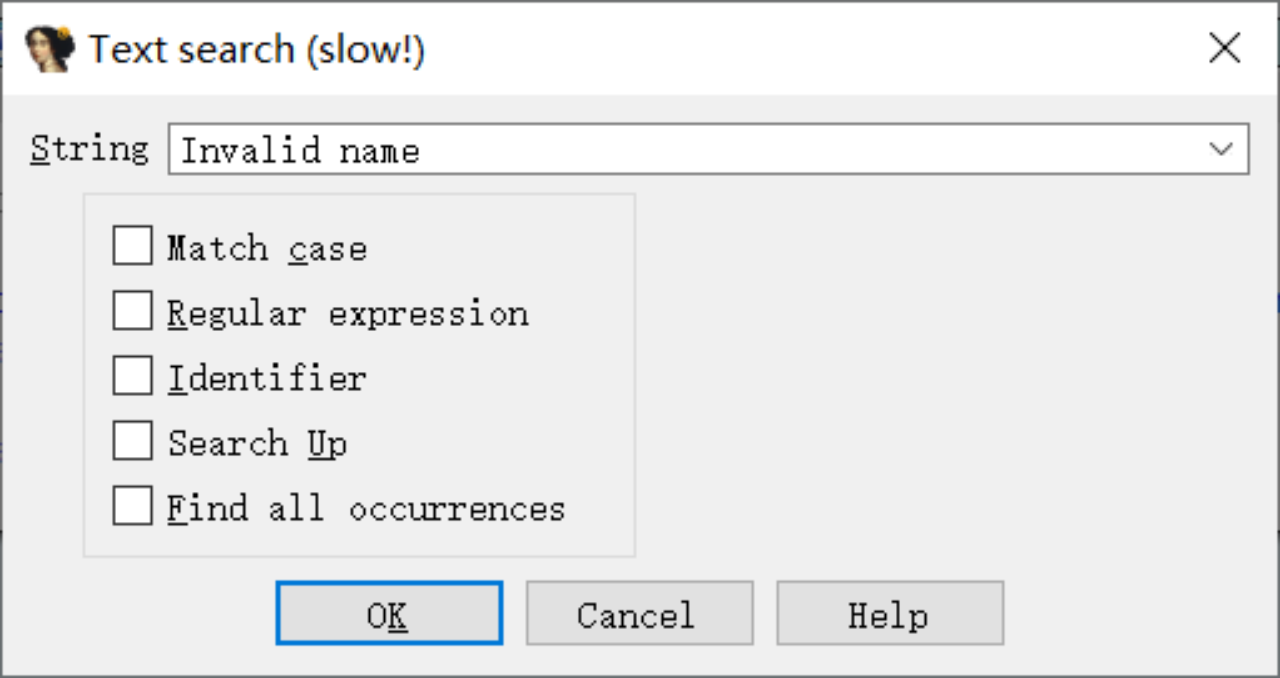 Text search (slow!)
String Invalid name
Match case
Regular expression
Identifier
Search Up
Find all occurrences
OK Cancel Help